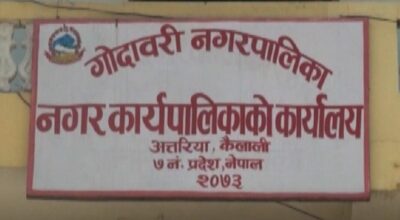 गोदावरी नगरपालिका
नगर कार्यपालिकाको कार्यालय
अत्तरिया, कैलाली
७ नं. प्रदेश, नेपाल
२०७३